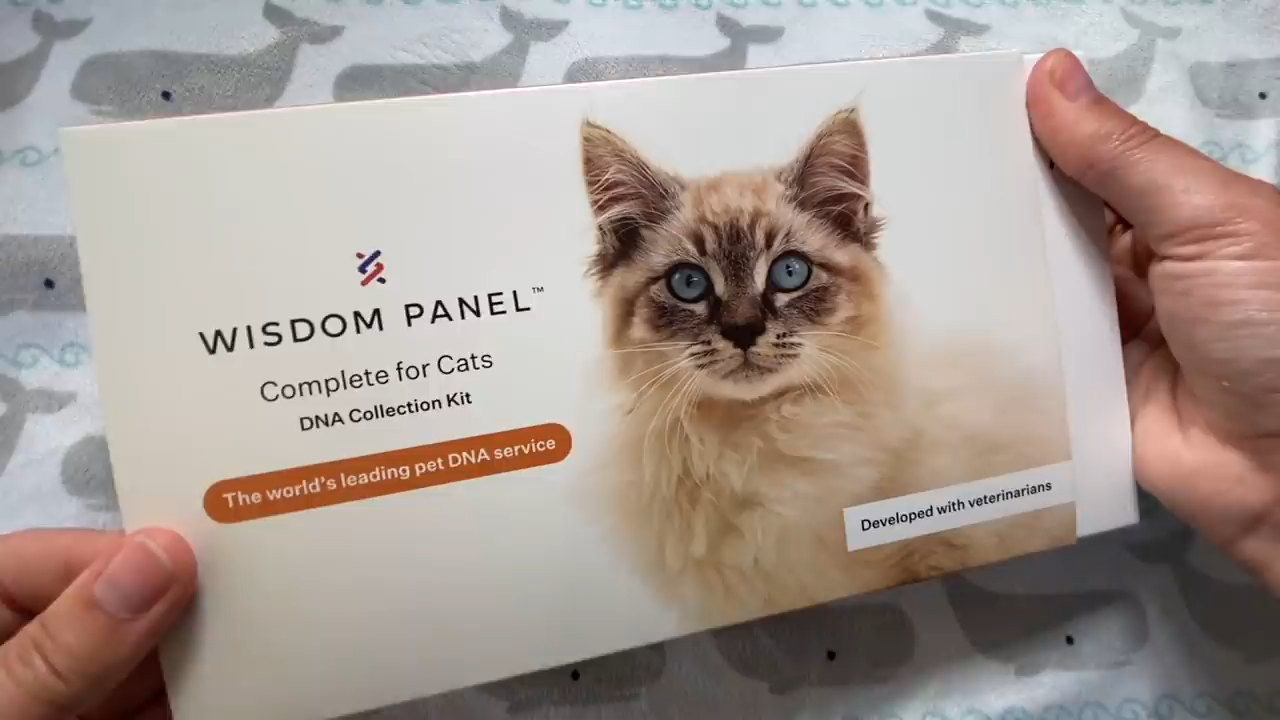 WISDOM PANEL™
Complete for Cats
DNA Collection Kit
The world's leading pet DNA service
Developed with veterinarians